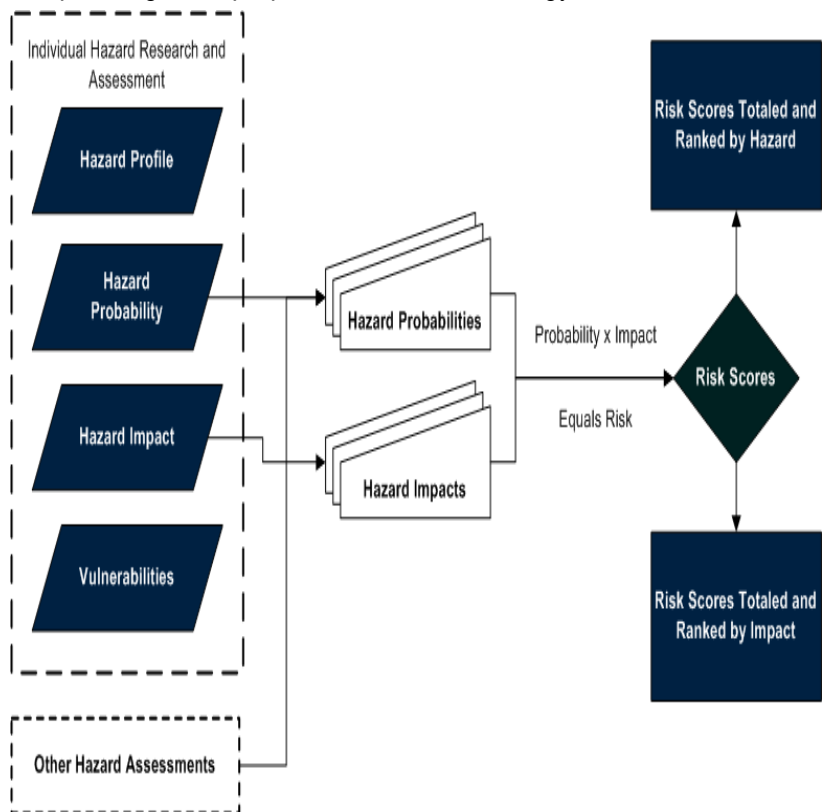 Individual Hazard Research and
Assessment
Hazard Profile
Hazard
Probability
Hazard Impact
Vulnerabilities
Other Hazard Assessments
Hazard Probabilities
Hazard Impacts
Probability x Impact
Equals Risk
Risk Scores
Risk Scores Totaled and
Ranked by Hazard
Risk Scores Totaled and
Ranked by Impact